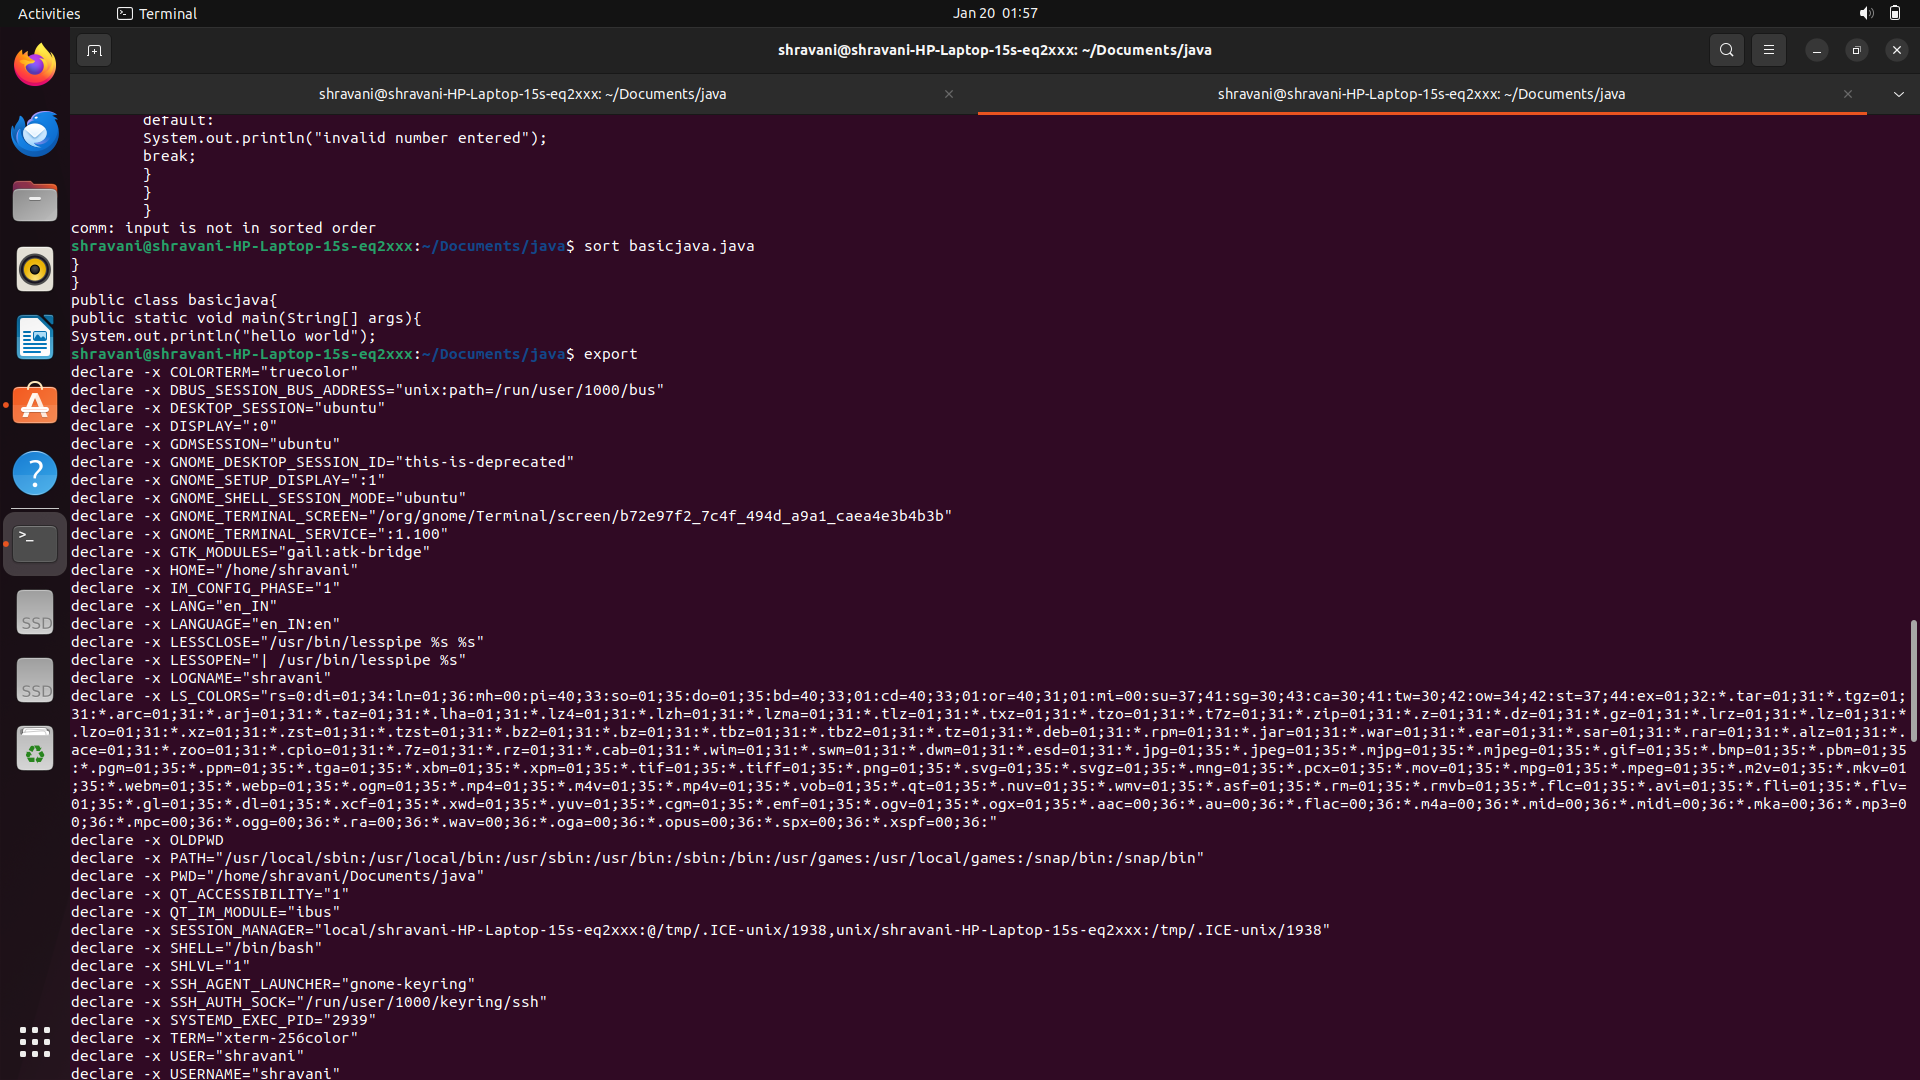 Activities Terminal Jan 20 01:57
shravani@shravani-HP-Laptop-15s-eq2xxx: ~/Documents/java
shravani@shravani-HP-Laptop-15s-eq2xxx: ~/Documents/java shravani@shravani-HP-Laptop-15s-eq2xxx: ~/Documents/java
default:
System.out.println("invalid number entered");
break;
}
}
}
comm: input is not in sorted order
shravani@shravani-HP-Laptop-15s-eq2xxx:~/Documents/java$ sort basicjava.java
}
}
public class basicjava{
public static void main(String[] args){
System.out.println("hello world");
shravani@shravani-HP-Laptop-15s-eq2xxx:~/Documents/java$ export
declare -x COLORTERM="truecolor"
declare -x DBUS_SESSION_BUS_ADDRESS="unix:path=/run/user/1000/bus"
declare -x DESKTOP_SESSION="ubuntu"
declare -x DISPLAY=":0"
declare -x GDMSESSION="ubuntu"
declare -x GNOME_DESKTOP_SESSION_ID="this-is-deprecated"
declare -x GNOME_SETUP_DISPLAY=":1"
declare -x GNOME_SHELL_SESSION_MODE="ubuntu"
declare -x GNOME_TERMINAL_SCREEN="/org/gnome/Terminal/screen/b72e97f2_7c4f_494d_a9a1_caea4e3b4b3b"
declare -x GNOME_TERMINAL_SERVICE=":1.100"
declare -x GTK_MODULES="gail:atk-bridge"
declare -x HOME="/home/shravani"
declare -x IM_CONFIG_PHASE="1"
declare -x LANG="en_IN"
declare -x LANGUAGE="en_IN:en"
declare -x LESSCLOSE="/usr/bin/lesspipe %s %s"
declare -x LESSOPEN="| /usr/bin/lesspipe %s"
declare -x LOGNAME="shravani"
declare -x LS_COLORS="rs=0:di=01;34:ln=01;36:mh=00:pi=40;33:so=01;35:do=01;35:bd=40;33;01:cd=40;33;01:or=40;31;01:mi=00:su=37;41:sg=30;43:ca=30;41:tw=30;42:ow=34;42:st=37;44:ex=01;32:*.tar=01;31:*.tgz=01;
31:*.arc=01;31:*.arj=01;31:*.taz=01;31:*.lha=01;31:*.lz4=01;31:*.lzh=01;31:*.lzma=01;31:*.tlz=01;31:*.txz=01;31:*.tzo=01;31:*.t7z=01;31:*.zip=01;31:*.z=01;31:*.dz=01;31:*.gz=01;31:*.lrz=01;31:*.lz=01;31:*
.lzo=01;31:*.xz=01;31:*.zst=01;31:*.tzst=01;31:*.bz2=01;31:*.bz=01;31:*.tbz=01;31:*.tbz2=01;31:*.tz=01;31:*.deb=01;31:*.rpm=01;31:*.jar=01;31:*.war=01;31:*.ear=01;31:*.sar=01;31:*.rar=01;31:*.alz=01;31:*.
ace=01;31:*.zoo=01;31:*.cpio=01;31:*.7z=01;31:*.rz=01;31:*.cab=01;31:*.wim=01;31:*.swm=01;31:*.dwm=01;31:*.esd=01;31:*.jpg=01;35:*.jpeg=01;35:*.mjpg=01;35:*.mjpeg=01;35:*.gif=01;35:*.bmp=01;35:*.pbm=01;35
:*.pgm=01;35:*.ppm=01;35:*.tga=01;35:*.xbm=01;35:*.xpm=01;35:*.tif=01;35:*.tiff=01;35:*.png=01;35:*.svg=01;35:*.svgz=01;35:*.mng=01;35:*.pcx=01;35:*.mov=01;35:*.mpg=01;35:*.mpeg=01;35:*.m2v=01;35:*.mkv=01
;35:*.webm=01;35:*.webp=01;35:*.ogm=01;35:*.mp4=01;35:*.m4v=01;35:*.mp4v=01;35:*.vob=01;35:*.qt=01;35:*.nuv=01;35:*.wmv=01;35:*.asf=01;35:*.rm=01;35:*.rmvb=01;35:*.flc=01;35:*.avi=01;35:*.fli=01;35:*.flv=
01;35:*.gl=01;35:*.dl=01;35:*.xcf=01;35:*.xwd=01;35:*.yuv=01;35:*.cgm=01;35:*.emf=01;35:*.ogv=01;35:*.ogx=01;35:*.aac=00;36:*.au=00;36:*.flac=00;36:*.m4a=00;36:*.mid=00;36:*.midi=00;36:*.mka=00;36:*.mp3=0
0;36:*.mpc=00;36:*.ogg=00;36:*.ra=00;36:*.wav=00;36:*.oga=00;36:*.opus=00;36:*.spx=00;36:*.xspf=00;36:"
declare -x OLDPWD
declare -x PATH="/usr/local/sbin:/usr/local/bin:/usr/sbin:/usr/bin:/sbin:/bin:/usr/games:/usr/local/games:/snap/bin:/snap/bin"
declare -x PWD="/home/shravani/Documents/java"
declare -x QT_ACCESSIBILITY="1"
declare -x QT_IM_MODULE="ibus"
declare -x SESSION_MANAGER="local/shravani-HP-Laptop-15s-eq2xxx:@/tmp/.ICE-unix/1938,unix/shravani-HP-Laptop-15s-eq2xxx:/tmp/.ICE-unix/1938"
declare -x SHELL="/bin/bash"
declare -x SHLVL="1"
declare -x SSH_AGENT_LAUNCHER="gnome-keyring"
declare -x SSH_AUTH_SOCK="/run/user/1000/keyring/ssh"
declare -x SYSTEMD_EXEC_PID="2939"
declare -x TERM="xterm-256color"
declare -x USER="shravani"
declare -x USERNAME="shravani"
SSD
SSD